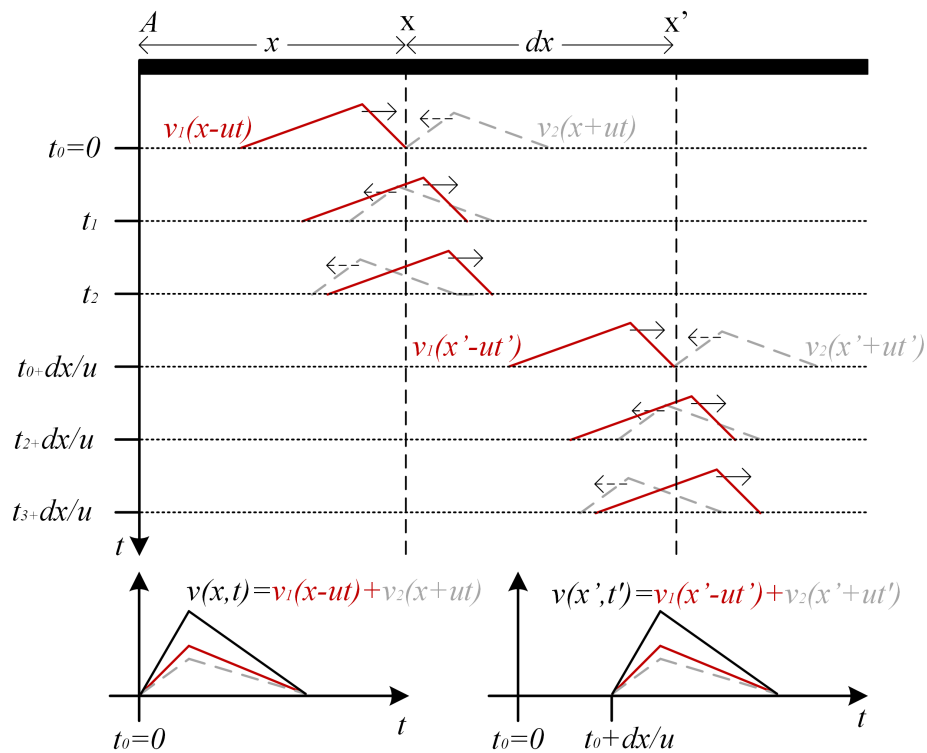 A x x'
x dx
v₁(x-ut) v₂(x+ut)
t₀=0
t₁
t₂
v₁(x'-ut') v₂(x'+ut')
t₀₊dx/u
t₂₊dx/u
t₃₊dx/u
t
v(x,t)=v₁(x-ut)+v₂(x+ut) v(x',t')=v₁(x'-ut')+v₂(x'+ut')
t t
t₀=0 t₀=0 t₀+dx/u